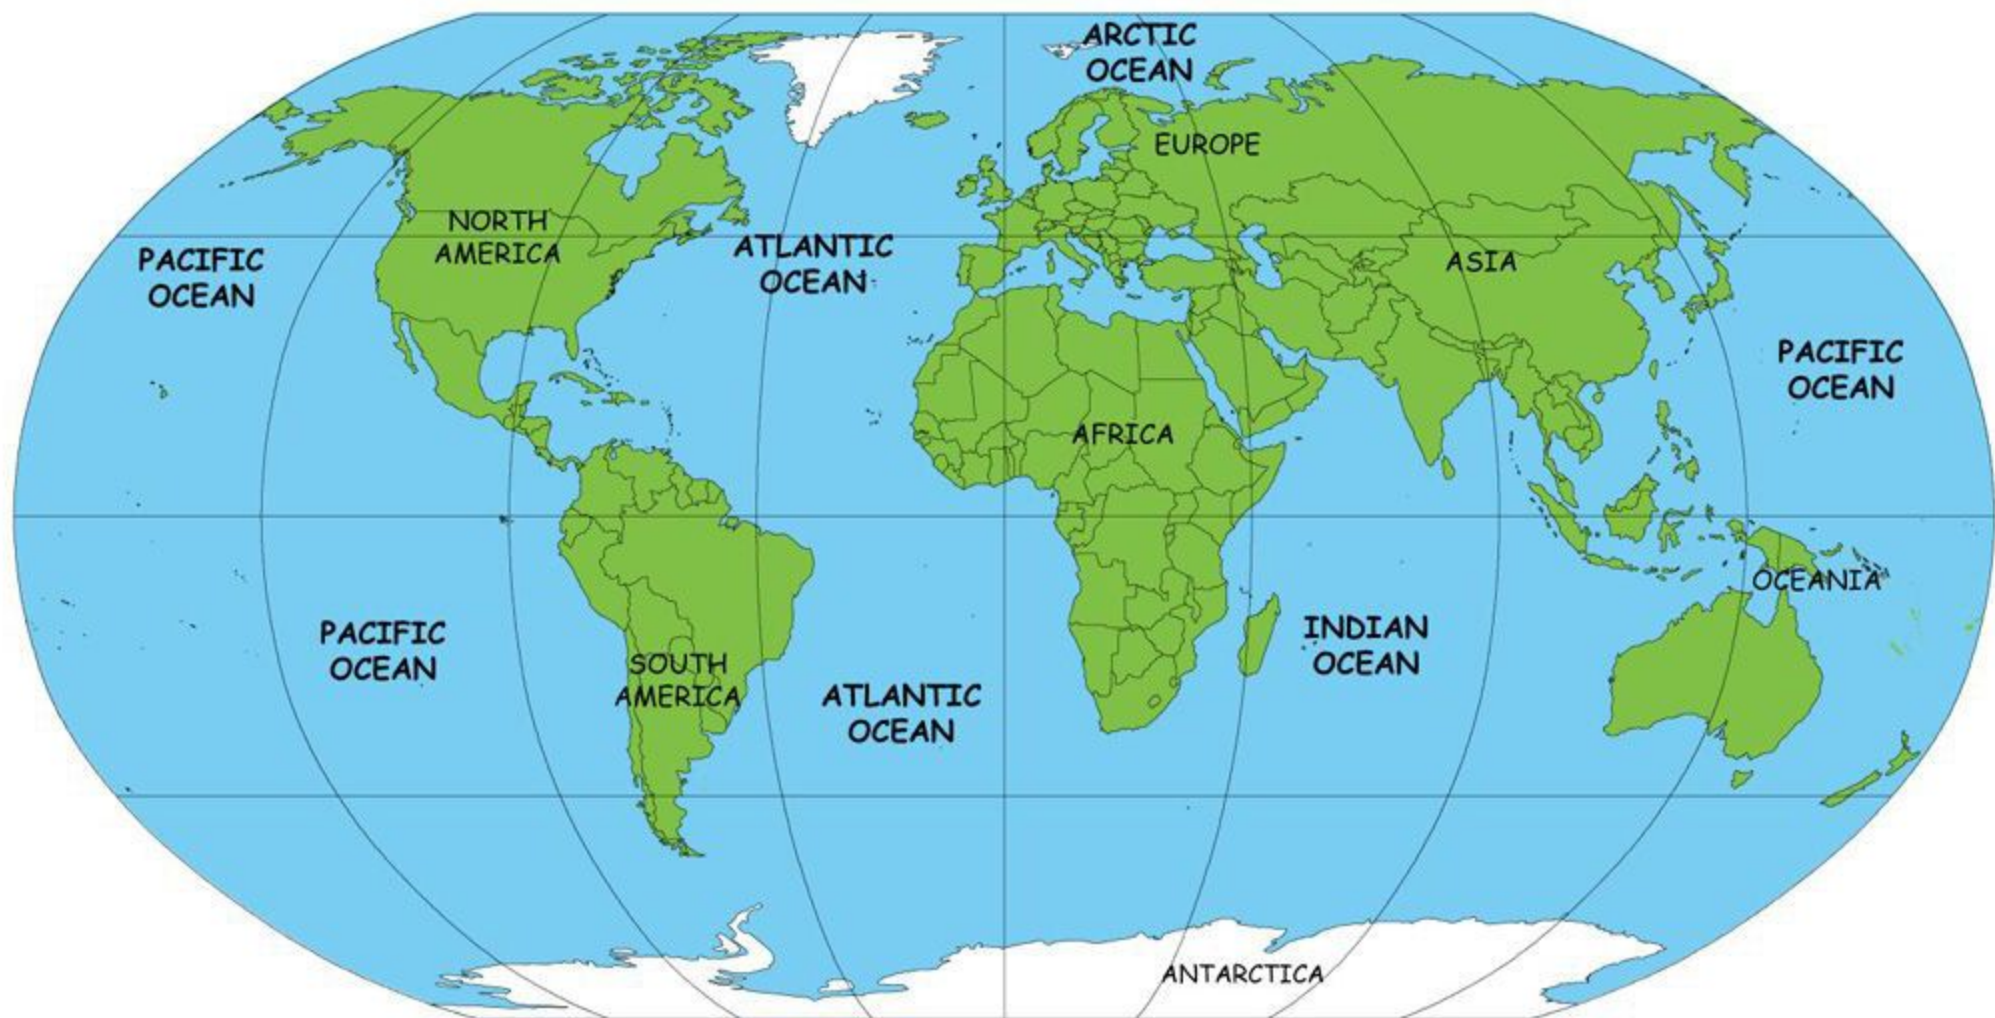 ARCTIC
OCEAN
EUROPE
NORTH
AMERICA
PACIFIC
OCEAN
ATLANTIC
OCEAN
ASIA
PACIFIC
OCEAN
AFRICA
OCEANIA
PACIFIC
OCEAN
INDIAN
OCEAN
SOUTH
AMERICA
ATLANTIC
OCEAN
ANTARCTICA